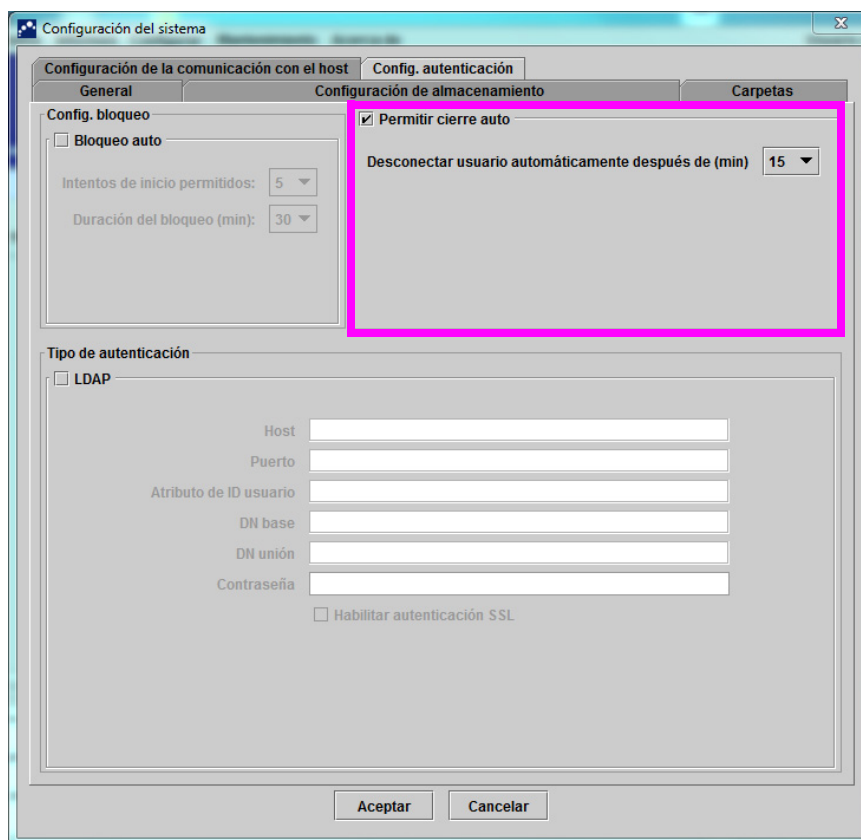 Configuración del sistema
Configuración de la comunicación con el host
Config. autenticación
General
Configuración de almacenamiento
Carpetas
Config. bloqueo
Bloqueo auto
Intentos de inicio permitidos: 5
Duración del bloqueo (min): 30
Permitir cierre auto
Desconectar usuario automáticamente después de (min) 15
Tipo de autenticación
LDAP
Host
Puerto
Atributo de ID usuario
DN base
DN unión
Contraseña
Habilitar autenticación SSL
Aceptar
Cancelar